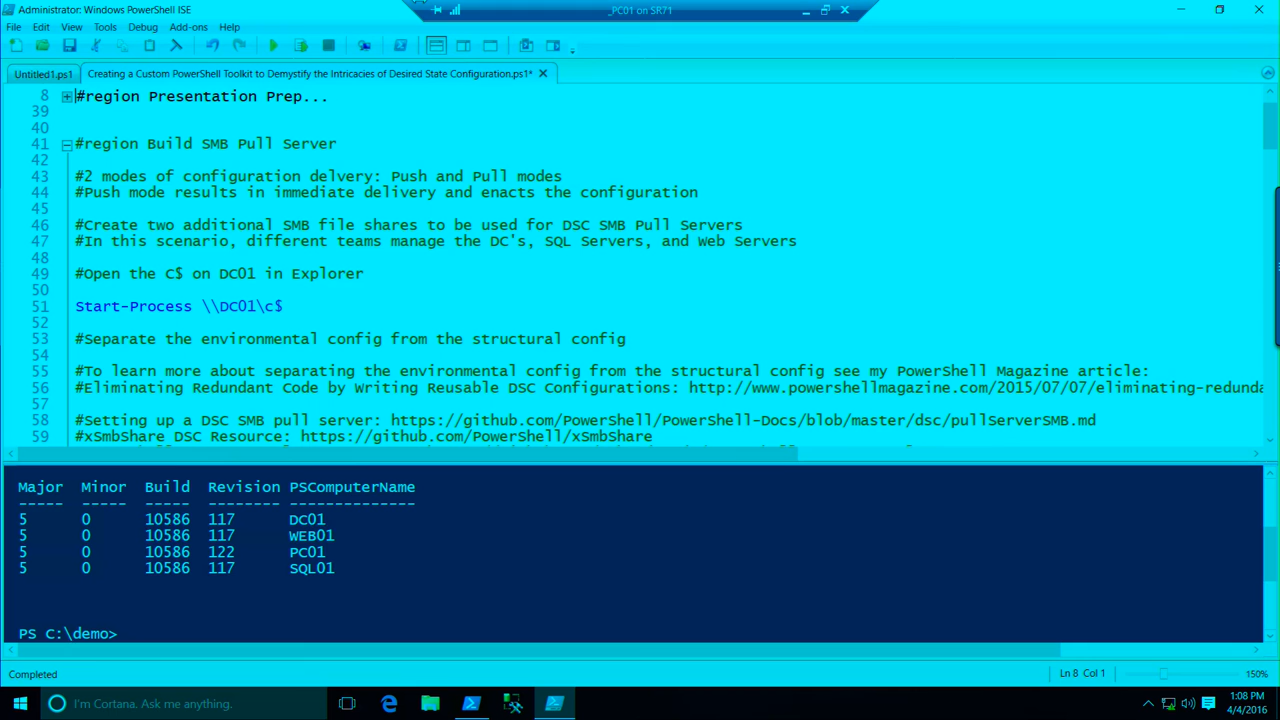 Administrator: Windows PowerShell ISE
_PC01 on SR71
File Edit View Tools Debug Add-ons Help
Untitled1.ps1
Creating a Custom PowerShell Toolkit to Demystify the Intricacies of Desired State Configuration.ps1*
8 #region Presentation Prep...
39
40
41 #region Build SMB Pull Server
42
43 #2 modes of configuration delvery: Push and Pull modes
44 #Push mode results in immediate delivery and enacts the configuration
45
46 #Create two additional SMB file shares to be used for DSC SMB Pull Servers
47 #In this scenario, different teams manage the DC's, SQL Servers, and Web Servers
48
49 #Open the C$ on DC01 in Explorer
50
51 Start-Process \\DC01\c$
52
53 #Separate the environmental config from the structural config
54
55 #To learn more about separating the environmental config from the structural config see my PowerShell Magazine article:
56 #Eliminating Redundant Code by Writing Reusable DSC Configurations: http://www.powershellmagazine.com/2015/07/07/eliminating-redunda
57
58 #Setting up a DSC SMB pull server: https://github.com/PowerShell/PowerShell-Docs/blob/master/dsc/pullServerSMB.md
59 #xSmbShare DSC Resource: https://github.com/PowerShell/xSmbShare
Major Minor Build Revision PSComputerName
----- ----- ----- -------- --------------
5 0 10586 117 DC01
5 0 10586 117 WEB01
5 0 10586 122 PC01
5 0 10586 117 SQL01
PS C:\demo>
Completed
Ln 8 Col 1
150%
I'm Cortana. Ask me anything.
1:08 PM
4/4/2016